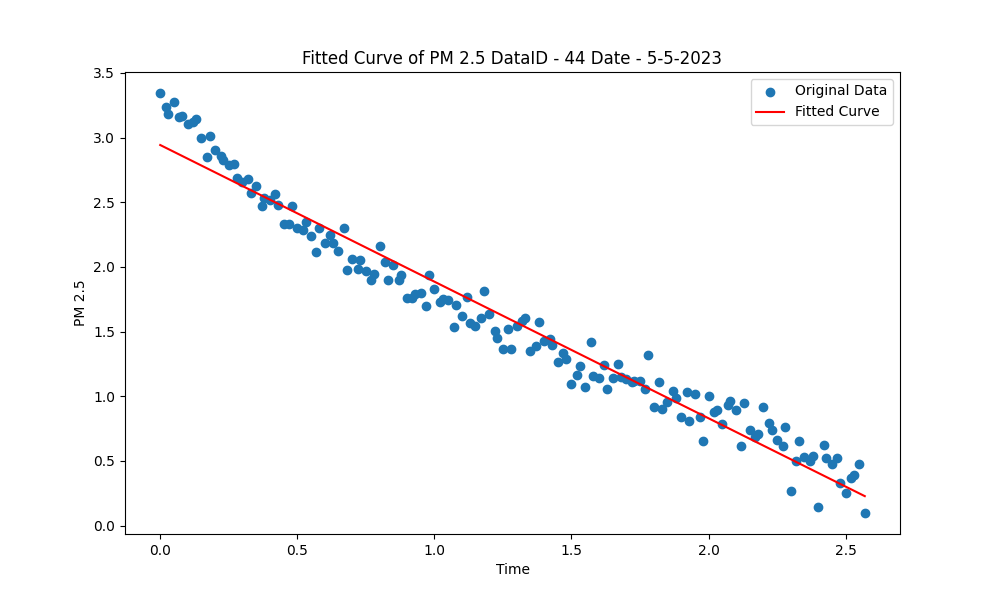 Fitted Curve of PM 2.5 DataID - 44 Date - 5-5-2023
Original Data
Fitted Curve
3.5
3.0
2.5
2.0
1.5
1.0
0.5
0.0
PM 2.5
0.0 0.5 1.0 1.5 2.0 2.5
Time